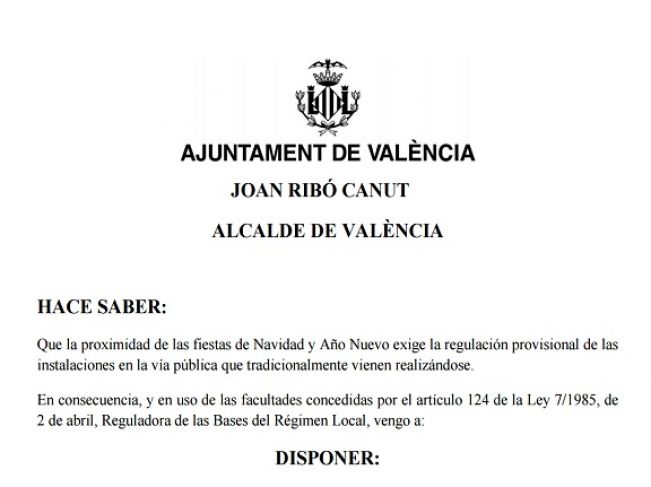 AJUNTAMENT DE VALÈNCIA
JOAN RIBÓ CANUT
ALCALDE DE VALÈNCIA
HACE SABER:
Que la proximidad de las fiestas de Navidad y Año Nuevo exige la regulación provisional de las
instalaciones en la vía pública que tradicionalmente vienen realizándose.
En consecuencia, y en uso de las facultades concedidas por el artículo 124 de la Ley 7/1985, de
2 de abril, Reguladora de las Bases del Régimen Local, vengo a:
DISPONER: